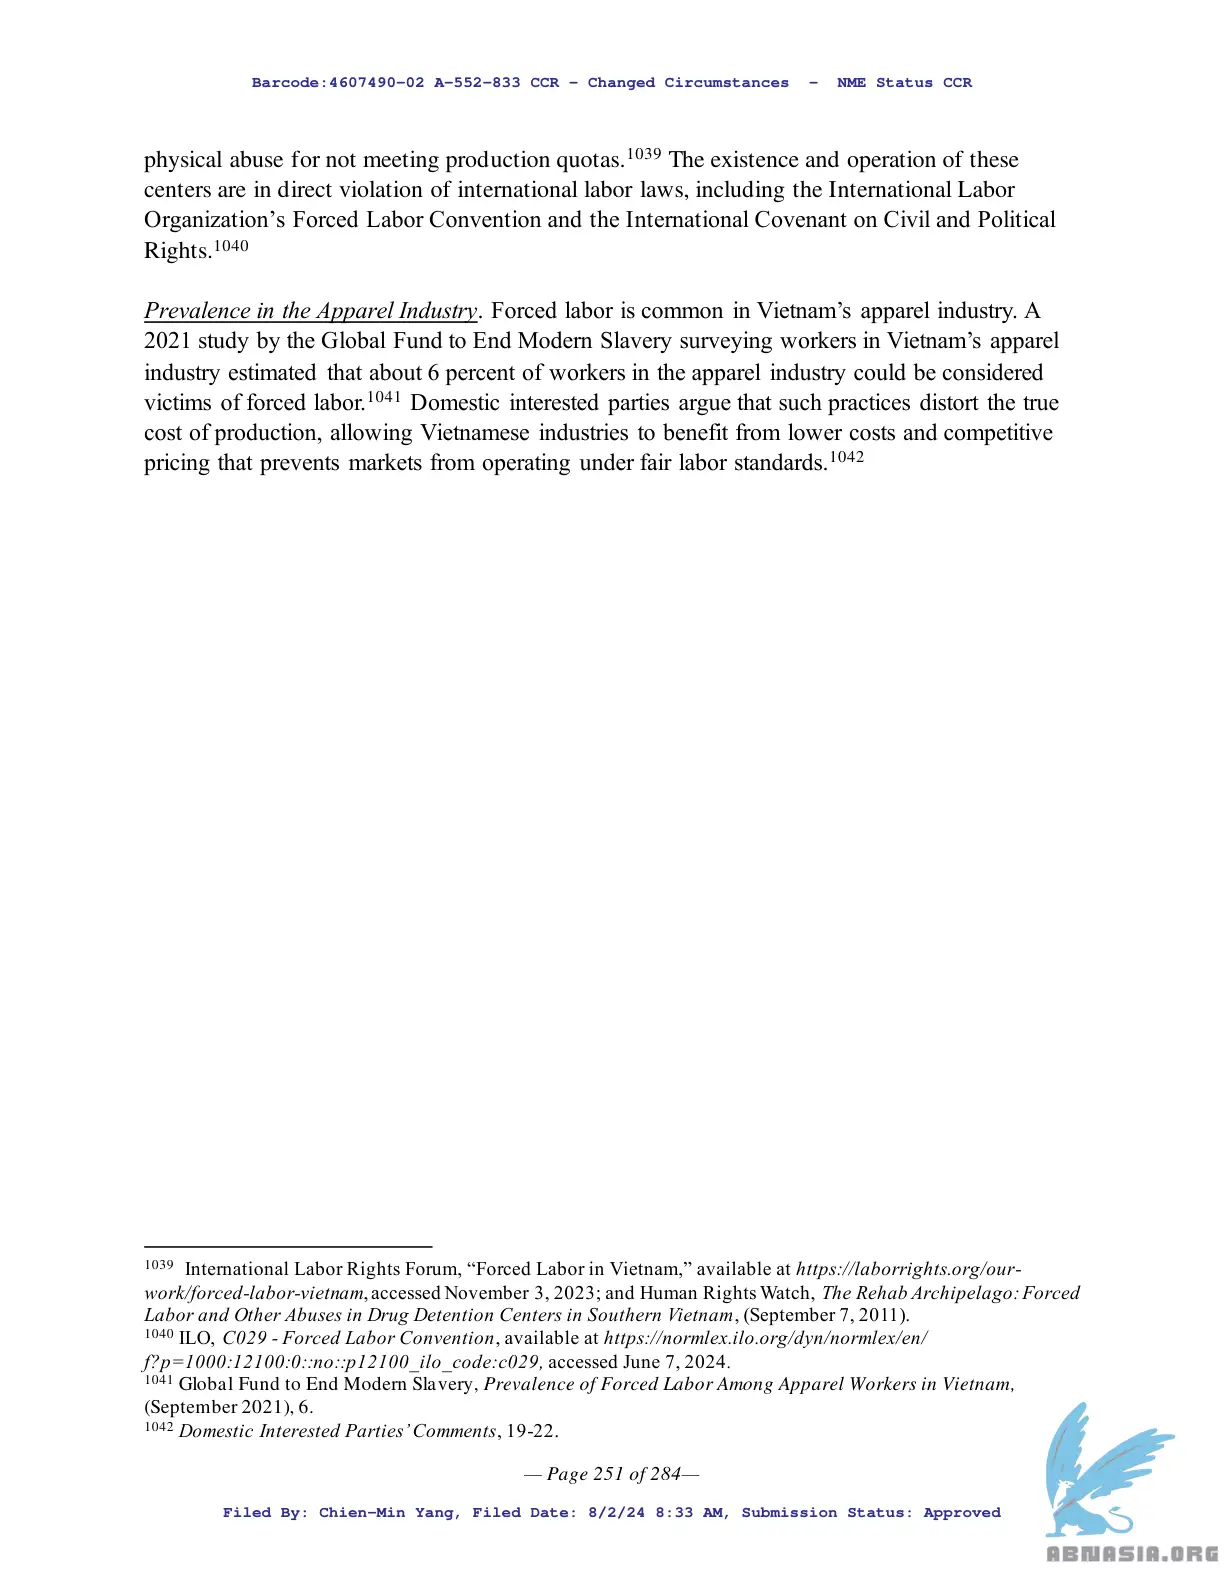 Barcode:4607490-02 A-552-833 CCR - Changed Circumstances - NME Status CCR
physical abuse for not meeting production quotas.1039 The existence and operation of these
centers are in direct violation of international labor laws, including the International Labor
Organization’s Forced Labor Convention and the International Covenant on Civil and Political
Rights.1040
Prevalence in the Apparel Industry. Forced labor is common in Vietnam’s apparel industry. A
2021 study by the Global Fund to End Modern Slavery surveying workers in Vietnam’s apparel
industry estimated that about 6 percent of workers in the apparel industry could be considered
victims of forced labor.1041 Domestic interested parties argue that such practices distort the true
cost of production, allowing Vietnamese industries to benefit from lower costs and competitive
pricing that prevents markets from operating under fair labor standards.1042
1039 International Labor Rights Forum, “Forced Labor in Vietnam,” available at https://laborrights.org/our-
work/forced-labor-vietnam, accessed November 3, 2023; and Human Rights Watch, The Rehab Archipelago: Forced
Labor and Other Abuses in Drug Detention Centers in Southern Vietnam, (September 7, 2011).
1040 ILO, C029 - Forced Labor Convention, available at https://normlex.ilo.org/dyn/normlex/en/
f?p=1000:12100:0::no::p12100_ilo_code:c029, accessed June 7, 2024.
1041 Global Fund to End Modern Slavery, Prevalence of Forced Labor Among Apparel Workers in Vietnam,
(September 2021), 6.
1042 Domestic Interested Parties’ Comments, 19-22.
— Page 251 of 284—
Filed By: Chien-Min Yang, Filed Date: 8/2/24 8:33 AM, Submission Status: Approved
ABNASIA.ORG